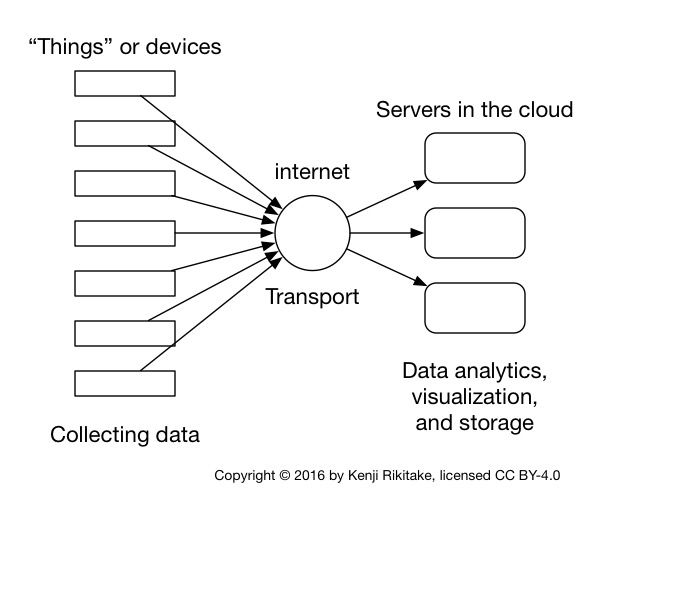 “Things” or devices
Servers in the cloud
internet
Transport
Data analytics,
visualization,
and storage
Collecting data
Copyright © 2016 by Kenji Rikitake, licensed CC BY-4.0